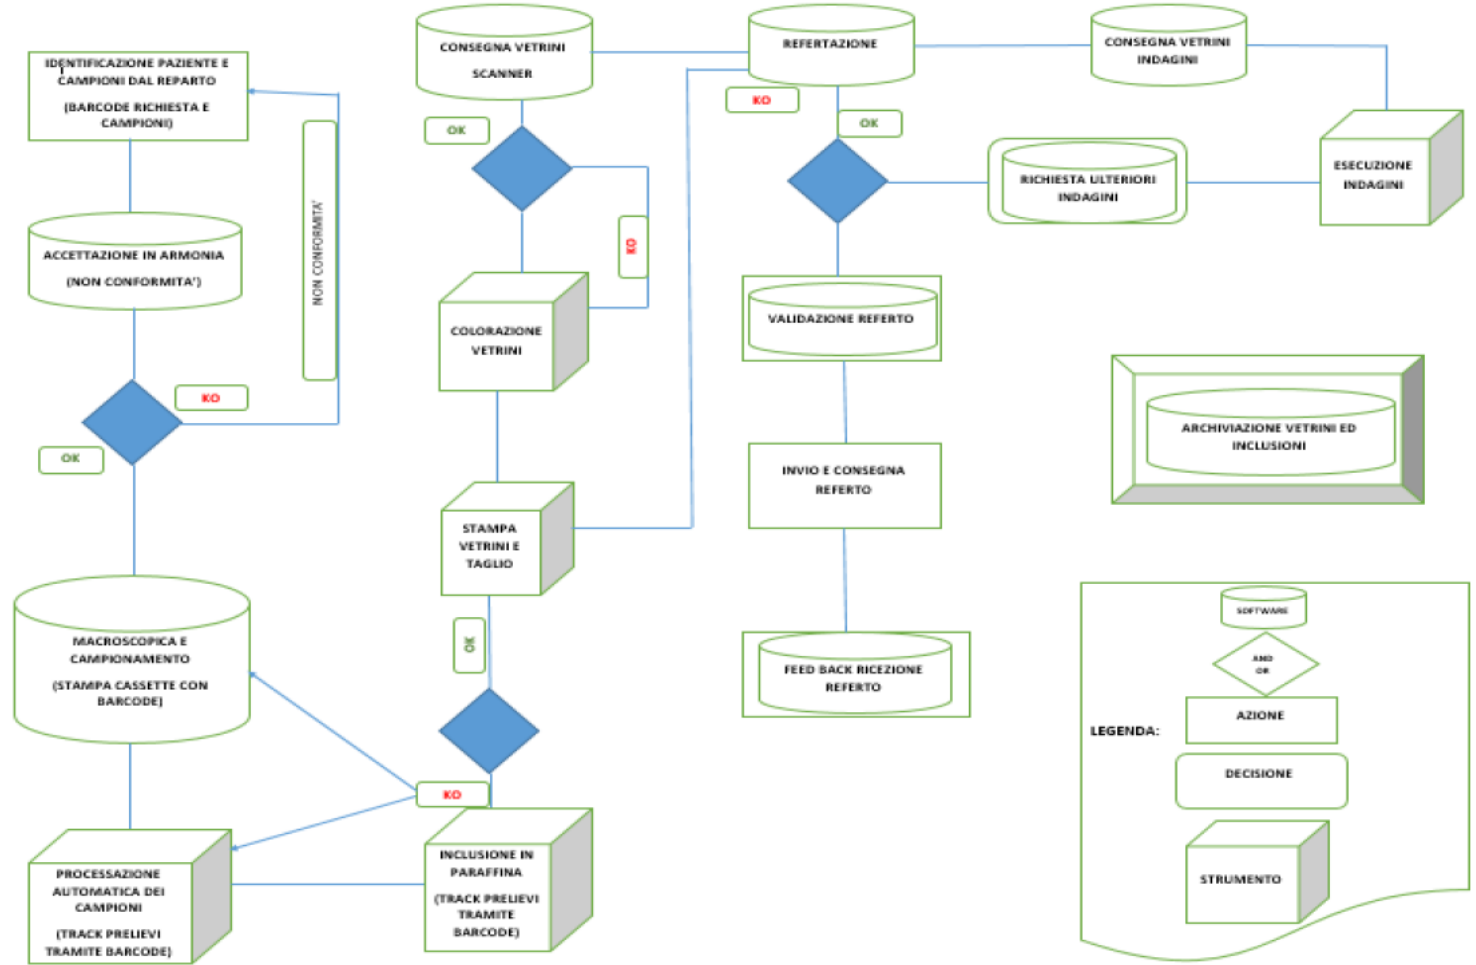 IDENTIFICAZIONE PAZIENTE E
CAMPIONI DAL REPARTO
(BARCODE RICHIESTA E
CAMPIONI)
ACCETTAZIONE IN ARMONIA
(NON CONFORMITA')
KO
OK
NON CONFORMITA'
MACROSCOPICA E
CAMPIONAMENTO
(STAMPA CASSETTE CON
BARCODE)
PROCESSAZIONE
AUTOMATICA DEI
CAMPIONI
(TRACK PRELIEVI
TRAMITE BARCODE)
CONSEGNA VETRINI
SCANNER
OK
KO
COLORAZIONE
VETRINI
STAMPA
VETRINI E
TAGLIO
OK
KO
INCLUSIONE IN
PARAFFINA
(TRACK PRELIEVI
TRAMITE
BARCODE)
REFERTAZIONE
KO
OK
VALIDAZIONE REFERTO
INVIO E CONSEGNA
REFERTO
FEED BACK RICEZIONE
REFERTO
CONSEGNA VETRINI
INDAGINI
RICHIESTA ULTERIORI
INDAGINI
ESECUZIONE
INDAGINI
ARCHIVIAZIONE VETRINI ED
INCLUSIONI
LEGENDA:
SOFTWARE
AND
OR
AZIONE
DECISIONE
STRUMENTO